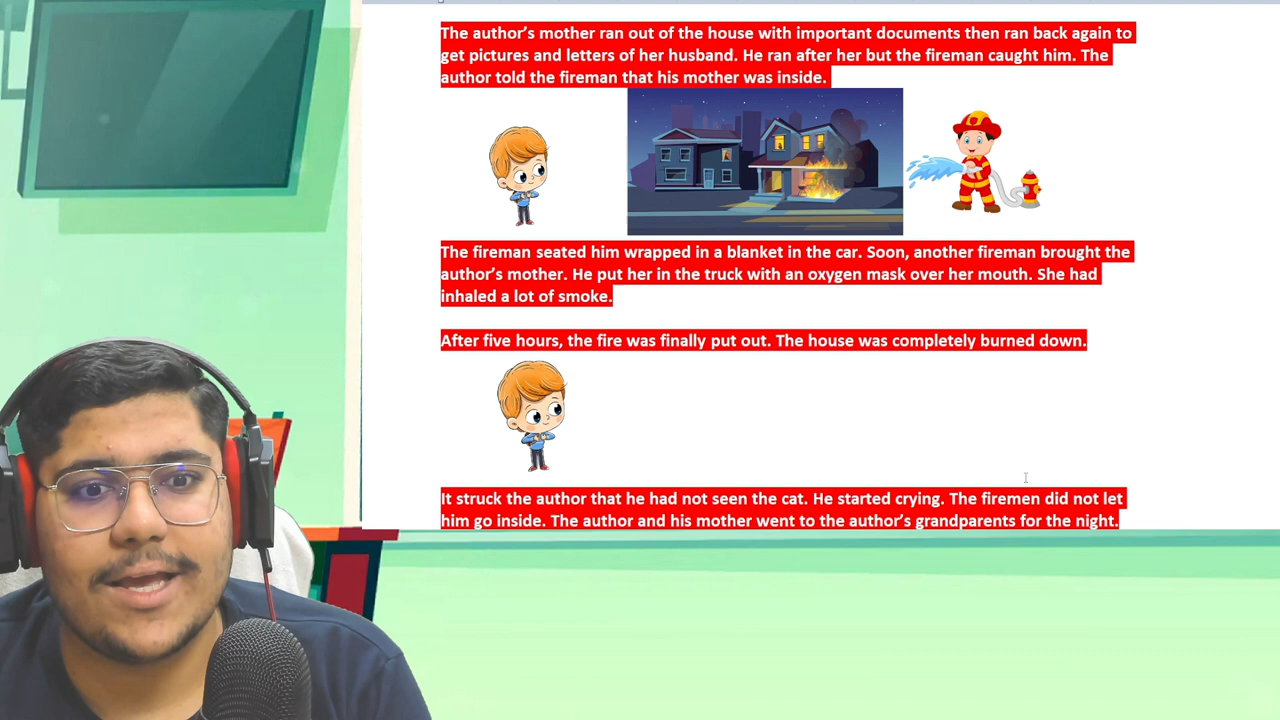 The author’s mother ran out of the house with important documents then ran back again to
get pictures and letters of her husband. He ran after her but the fireman caught him. The
author told the fireman that his mother was inside.
The fireman seated him wrapped in a blanket in the car. Soon, another fireman brought the
author’s mother. He put her in the truck with an oxygen mask over her mouth. She had
inhaled a lot of smoke.
After five hours, the fire was finally put out. The house was completely burned down.
It struck the author that he had not seen the cat. He started crying. The firemen did not let
him go inside. The author and his mother went to the author’s grandparents for the night.